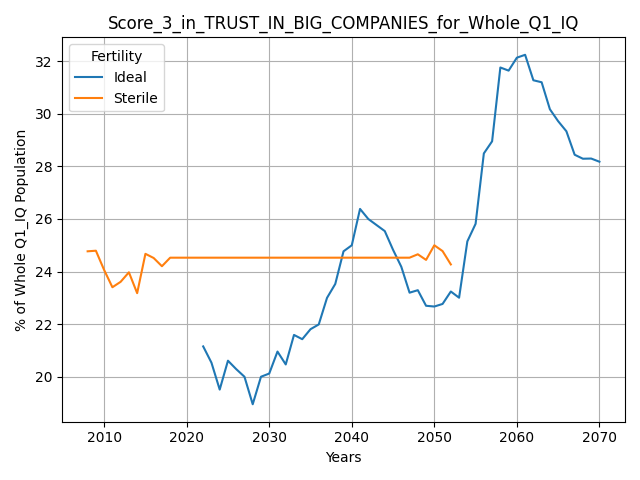 Score_3_in_TRUST_IN_BIG_COMPANIES_for_Whole_Q1_IQ
Fertility
Ideal
Sterile
% of Whole Q1_IQ Population
32
30
28
26
24
22
20
2010
2020
2030
2040
2050
2060
2070
Years